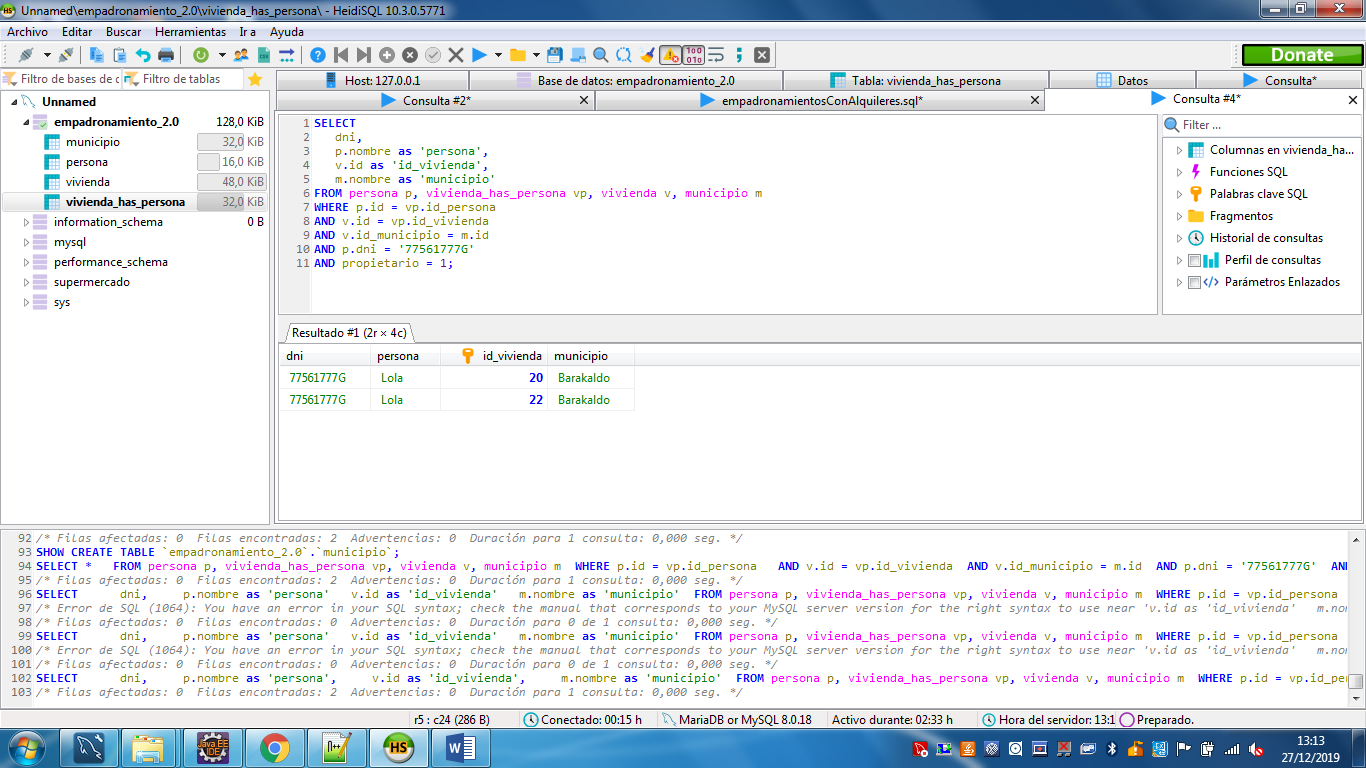 Unnamed\empadronamiento_2.0\vivienda_has_persona\ - HeidiSQL 10.3.0.5771
Archivo Editar Buscar Herramientas Ir a Ayuda
Donate
Filtro de bases de d Filtro de tablas
Host: 127.0.0.1 Base de datos: empadronamiento_2.0 Tabla: vivienda_has_persona Datos Consulta*
Consulta #2* empadronamientosConAlquileres.sql* Consulta #4*
Unnamed
empadronamiento_2.0 128,0 KiB
municipio 32,0 KiB
persona 16,0 KiB
vivienda 48,0 KiB
vivienda_has_persona 32,0 KiB
information_schema 0 B
mysql
performance_schema
supermercado
sys
1 SELECT
2 dni,
3 p.nombre as 'persona',
4 v.id as 'id_vivienda',
5 m.nombre as 'municipio'
6 FROM persona p, vivienda_has_persona vp, vivienda v, municipio m
7 WHERE p.id = vp.id_persona
8 AND v.id = vp.id_vivienda
9 AND v.id_municipio = m.id
10 AND p.dni = '77561777G'
11 AND propietario = 1;
Filter ...
Columnas en vivienda_ha...
Funciones SQL
Palabras clave SQL
Fragmentos
Historial de consultas
Perfil de consultas
Parámetros Enlazados
Resultado #1 (2r × 4c)
dni persona id_vivienda municipio
77561777G Lola 20 Barakaldo
77561777G Lola 22 Barakaldo
92 /* Filas afectadas: 0 Filas encontradas: 2 Advertencias: 0 Duración para 1 consulta: 0,000 seg. */
93 SHOW CREATE TABLE `empadronamiento_2.0`.`municipio`;
94 SELECT * FROM persona p, vivienda_has_persona vp, vivienda v, municipio m WHERE p.id = vp.id_persona AND v.id = vp.id_vivienda AND v.id_municipio = m.id AND p.dni = '77561777G' AN
95 /* Filas afectadas: 0 Filas encontradas: 2 Advertencias: 0 Duración para 1 consulta: 0,000 seg. */
96 SELECT dni, p.nombre as 'persona' v.id as 'id_vivienda' m.nombre as 'municipio' FROM persona p, vivienda_has_persona vp, vivienda v, municipio m WHERE p.id = vp.id_persona
97 /* Error de SQL (1064): You have an error in your SQL syntax; check the manual that corresponds to your MySQL server version for the right syntax to use near 'v.id as 'id_vivienda' m.nom
98 /* Filas afectadas: 0 Filas encontradas: 0 Advertencias: 0 Duración para 0 de 1 consulta: 0,000 seg. */
99 SELECT dni, p.nombre as 'persona' v.id as 'id_vivienda' m.nombre as 'municipio' FROM persona p, vivienda_has_persona vp, vivienda v, municipio m WHERE p.id = vp.id_persona
100 /* Error de SQL (1064): You have an error in your SQL syntax; check the manual that corresponds to your MySQL server version for the right syntax to use near 'v.id as 'id_vivienda' m.nom
101 /* Filas afectadas: 0 Filas encontradas: 0 Advertencias: 0 Duración para 0 de 1 consulta: 0,000 seg. */
102 SELECT dni, p.nombre as 'persona', v.id as 'id_vivienda', m.nombre as 'municipio' FROM persona p, vivienda_has_persona vp, vivienda v, municipio m WHERE p.id = vp.id_per
103 /* Filas afectadas: 0 Filas encontradas: 2 Advertencias: 0 Duración para 1 consulta: 0,000 seg. */
r5 : c24 (286 B) Conectado: 00:15 h MariaDB or MySQL 8.0.18 Activo durante: 02:33 h Hora del servidor: 13:1 Preparado.
13:13
27/12/2019